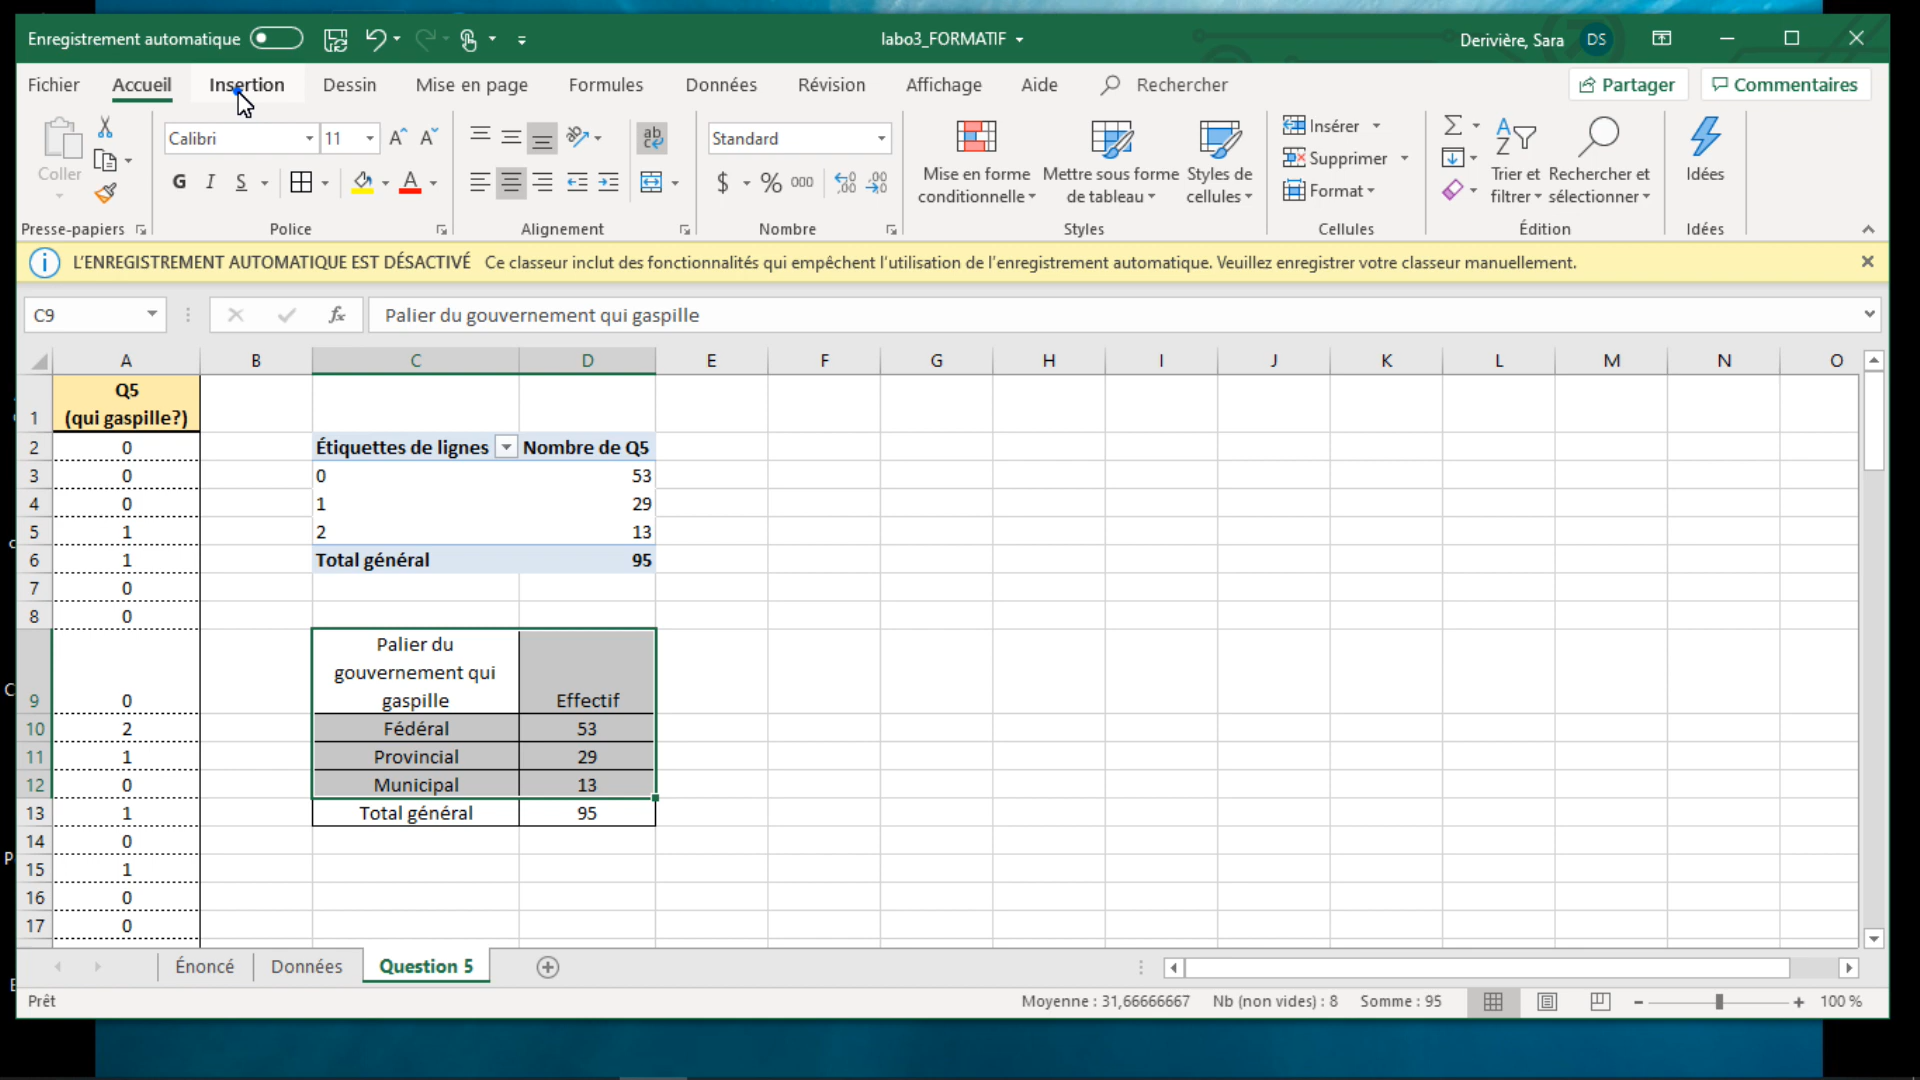 Enregistrement automatique
labo3_FORMATIF
Derivière, Sara
DS
Fichier Accueil Insertion Dessin Mise en page Formules Données Révision Affichage Aide Rechercher
Partager Commentaires
Coller
Presse-papiers
Calibri 11
G I S
Police
Alignement
Standard
$ % 000
Nombre
Mise en forme
conditionnelle
Mettre sous forme
de tableau
Styles de
cellules
Styles
Insérer
Supprimer
Format
Cellules
Trier et
filtrer
Rechercher et
sélectionner
Édition
Idées
Idées
L'ENREGISTREMENT AUTOMATIQUE EST DÉSACTIVÉ Ce classeur inclut des fonctionnalités qui empêchent l'utilisation de l'enregistrement automatique. Veuillez enregistrer votre classeur manuellement.
C9 fx Palier du gouvernement qui gaspille
A B C D E F G H I J K L M N O
Q5
1 (qui gaspille?)
2 0 Étiquettes de lignes Nombre de Q5
3 0 0 53
4 0 1 29
5 1 2 13
6 1 Total général 95
7 0
8 0
Palier du
gouvernement qui
9 0 gaspille Effectif
10 2 Fédéral 53
11 1 Provincial 29
12 0 Municipal 13
13 1 Total général 95
14 0
15 1
16 0
17 0
Énoncé Données Question 5
Prêt Moyenne : 31,66666667 Nb (non vides) : 8 Somme : 95 100 %